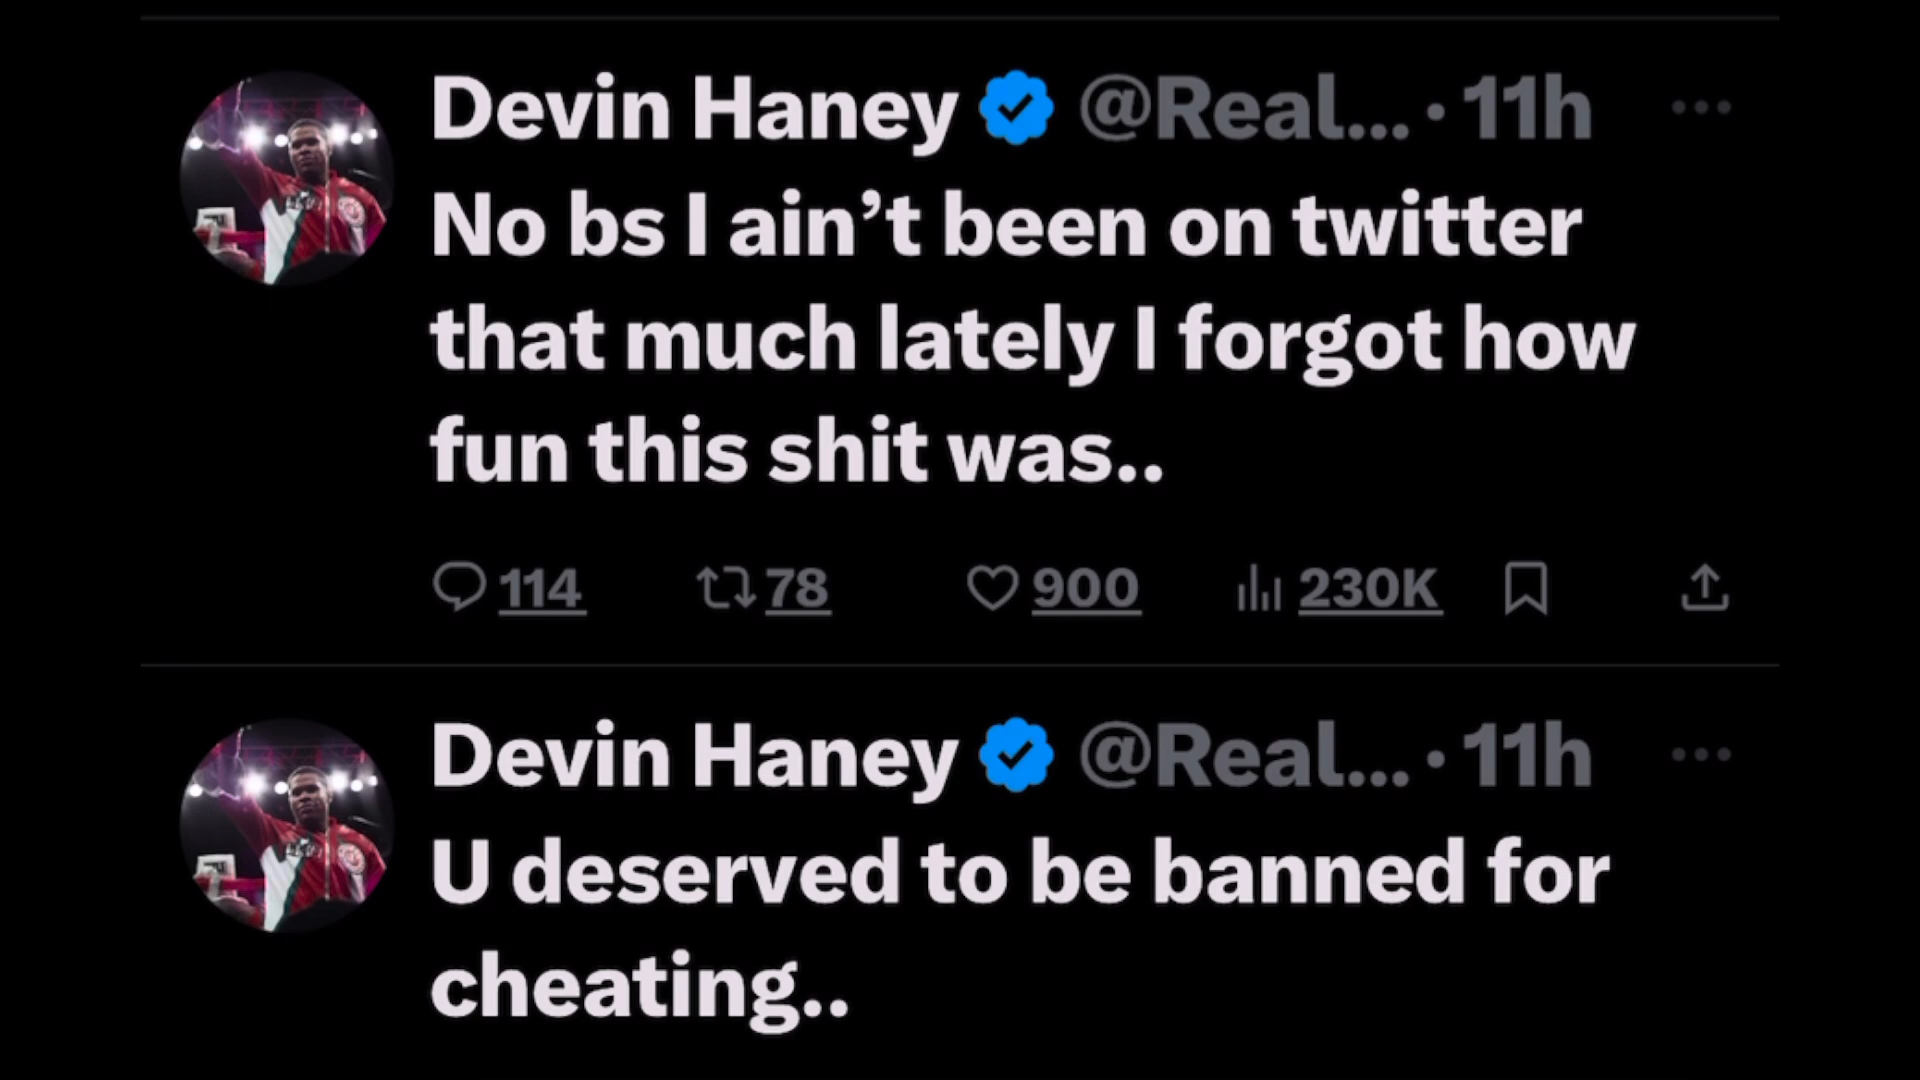 Devin Haney @Real... · 11h
No bs I ain’t been on twitter
that much lately I forgot how
fun this shit was..
114 78 900 230K
Devin Haney @Real... · 11h
U deserved to be banned for
cheating..